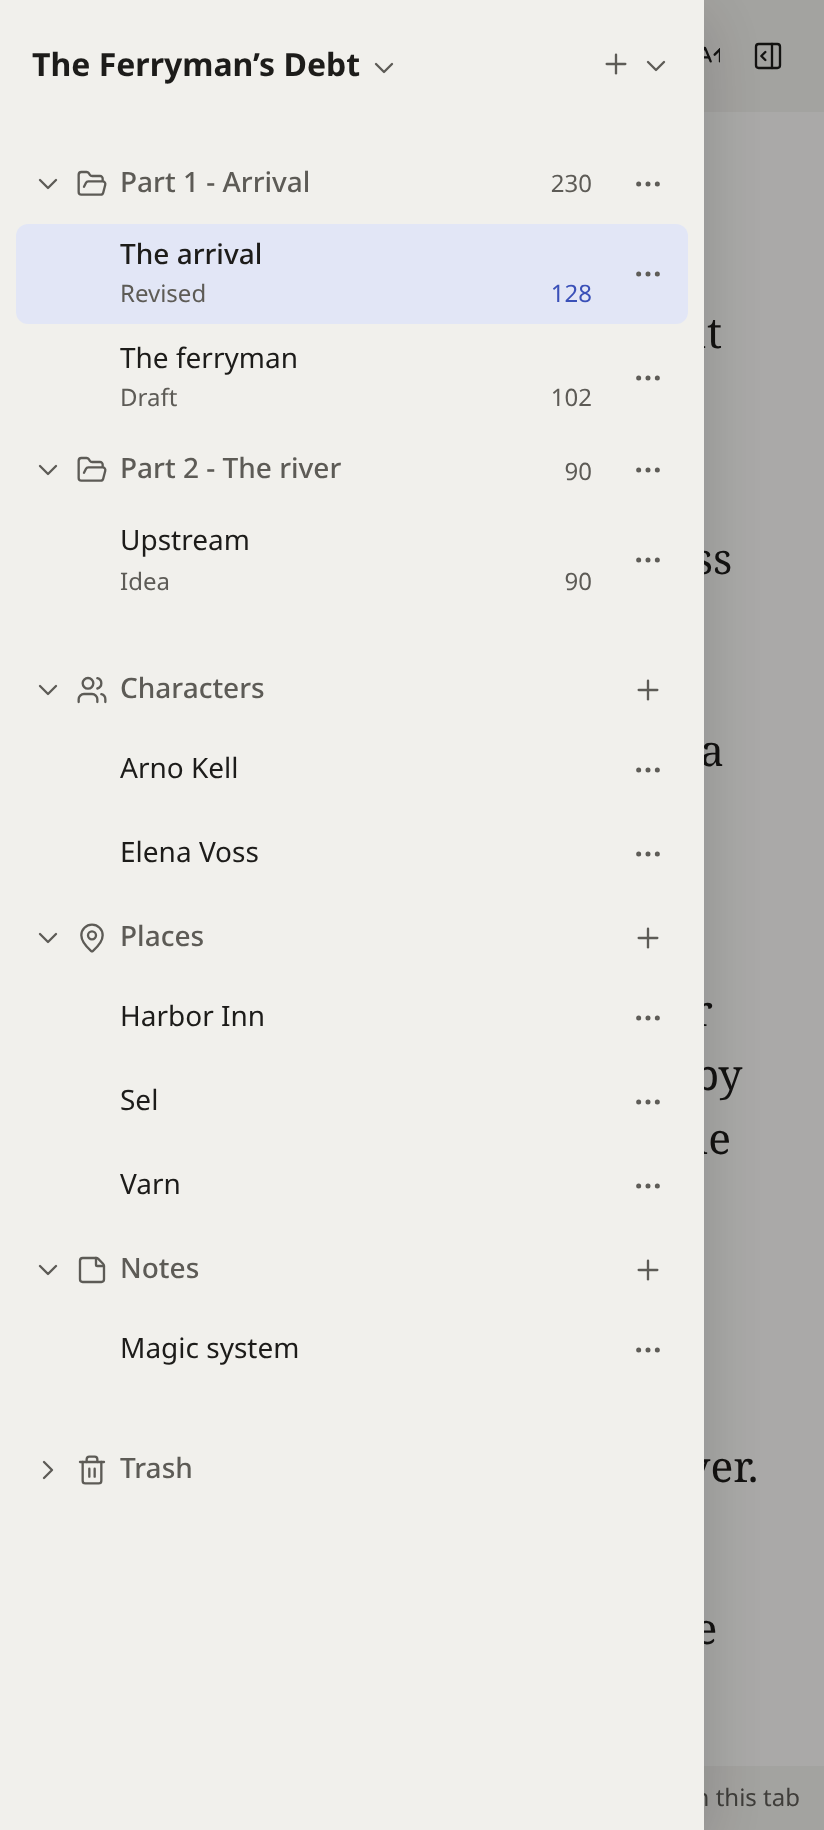 The Ferryman’s Debt
Part 1 - Arrival 230
The arrival
Revised 128
The ferryman
Draft 102
Part 2 - The river 90
Upstream
Idea 90
Characters
Arno Kell
Elena Voss
Places
Harbor Inn
Sel
Varn
Notes
Magic system
Trash
this tab